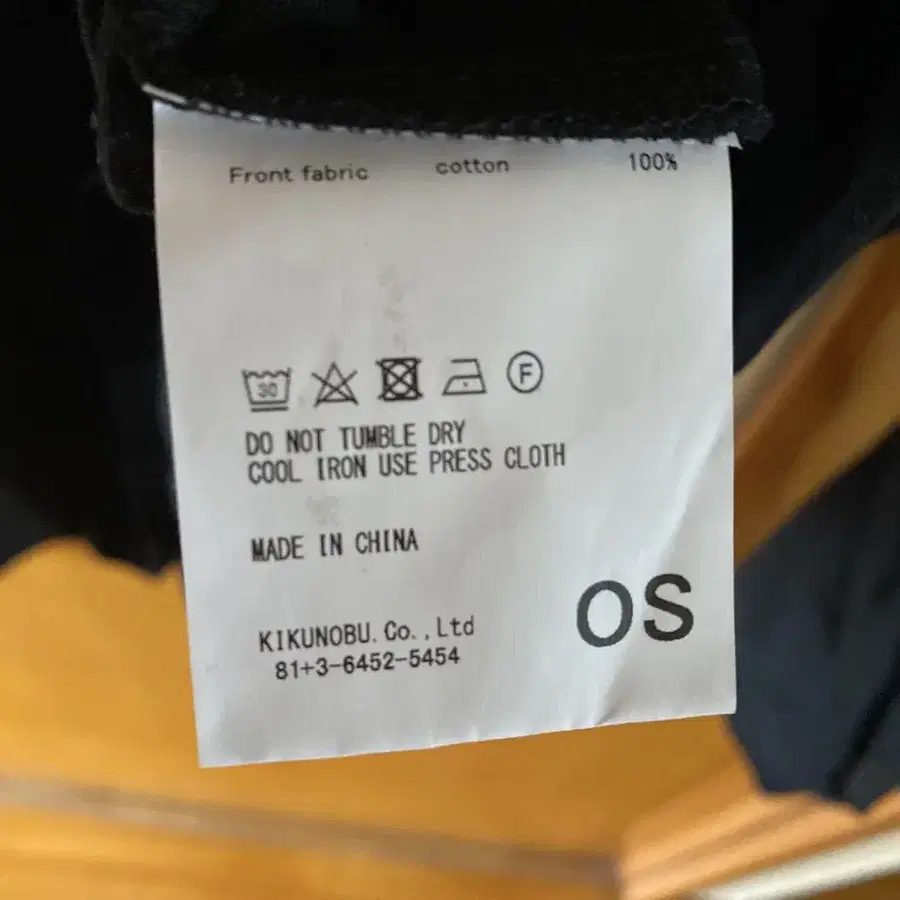 Front fabric cotton 100%
30 F
DO NOT TUMBLE DRY
COOL IRON USE PRESS CLOTH
MADE IN CHINA
OS
KIKUNOBU.Co.,Ltd
81+3-6452-5454